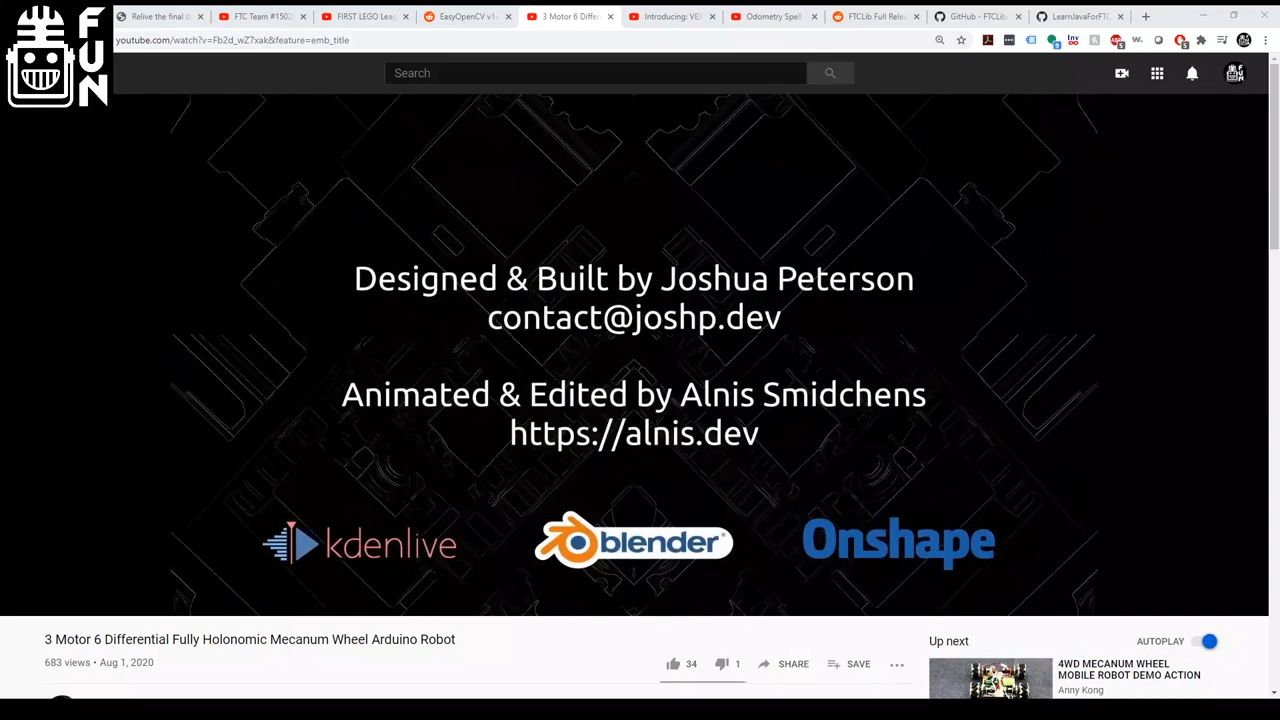 FUN
Relive the final o
FTC Team #1502
FIRST LEGO Lea
EasyOpenCV v1.
3 Motor 6 Differ
Introducing: VE
Odometry Spell
FTCLib Full Rele
GitHub - FTCLib
LearnJavaForFTC
youtube.com/watch?v=Fb2d_wZ7xak&feature=emb_title
Search
Designed & Built by Joshua Peterson
contact@joshp.dev
Animated & Edited by Alnis Smidchens
https://alnis.dev
kdenlive
blender
Onshape
3 Motor 6 Differential Fully Holonomic Mecanum Wheel Arduino Robot
683 views • Aug 1, 2020
34
1
SHARE
SAVE
Up next
AUTOPLAY
4WD MECANUM WHEEL
MOBILE ROBOT DEMO ACTION
Anny Kong